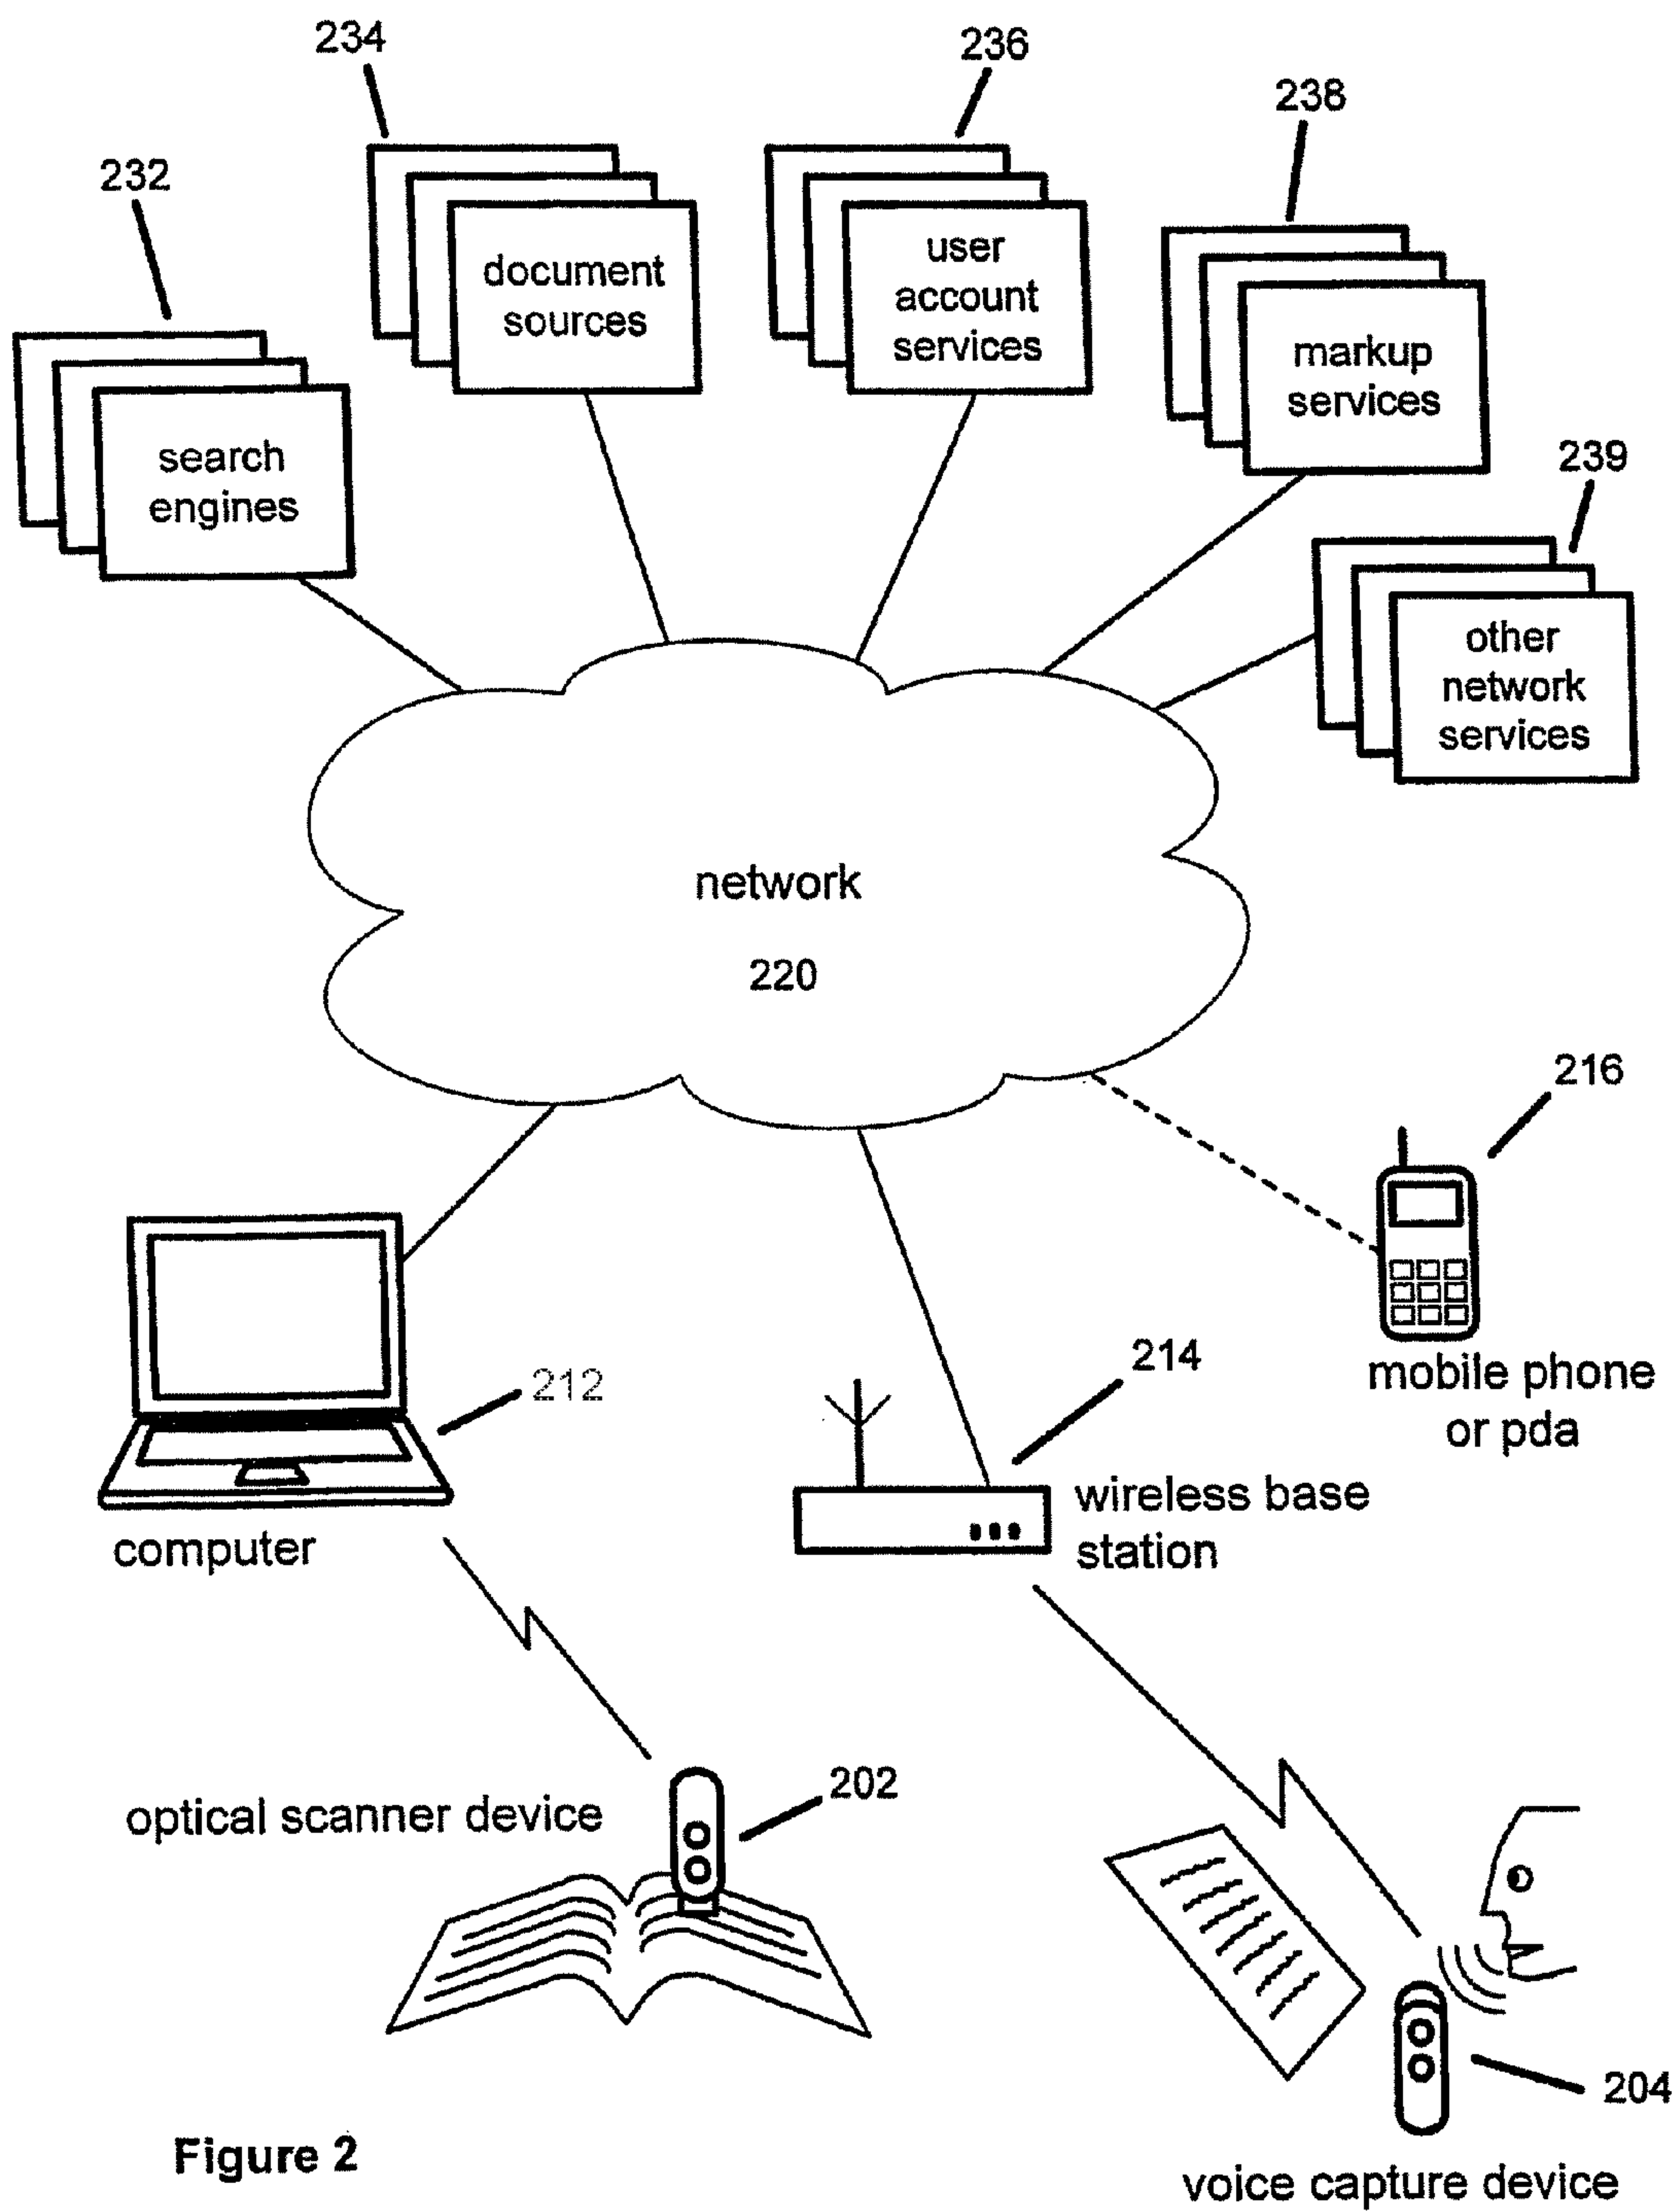 234
236
238
232
document
sources
user
account
services
markup
services
search
engines
239
other
network
services
network
220
216
mobile phone
or pda
212
214
wireless base
station
computer
optical scanner device
202
204
Figure 2
voice capture device